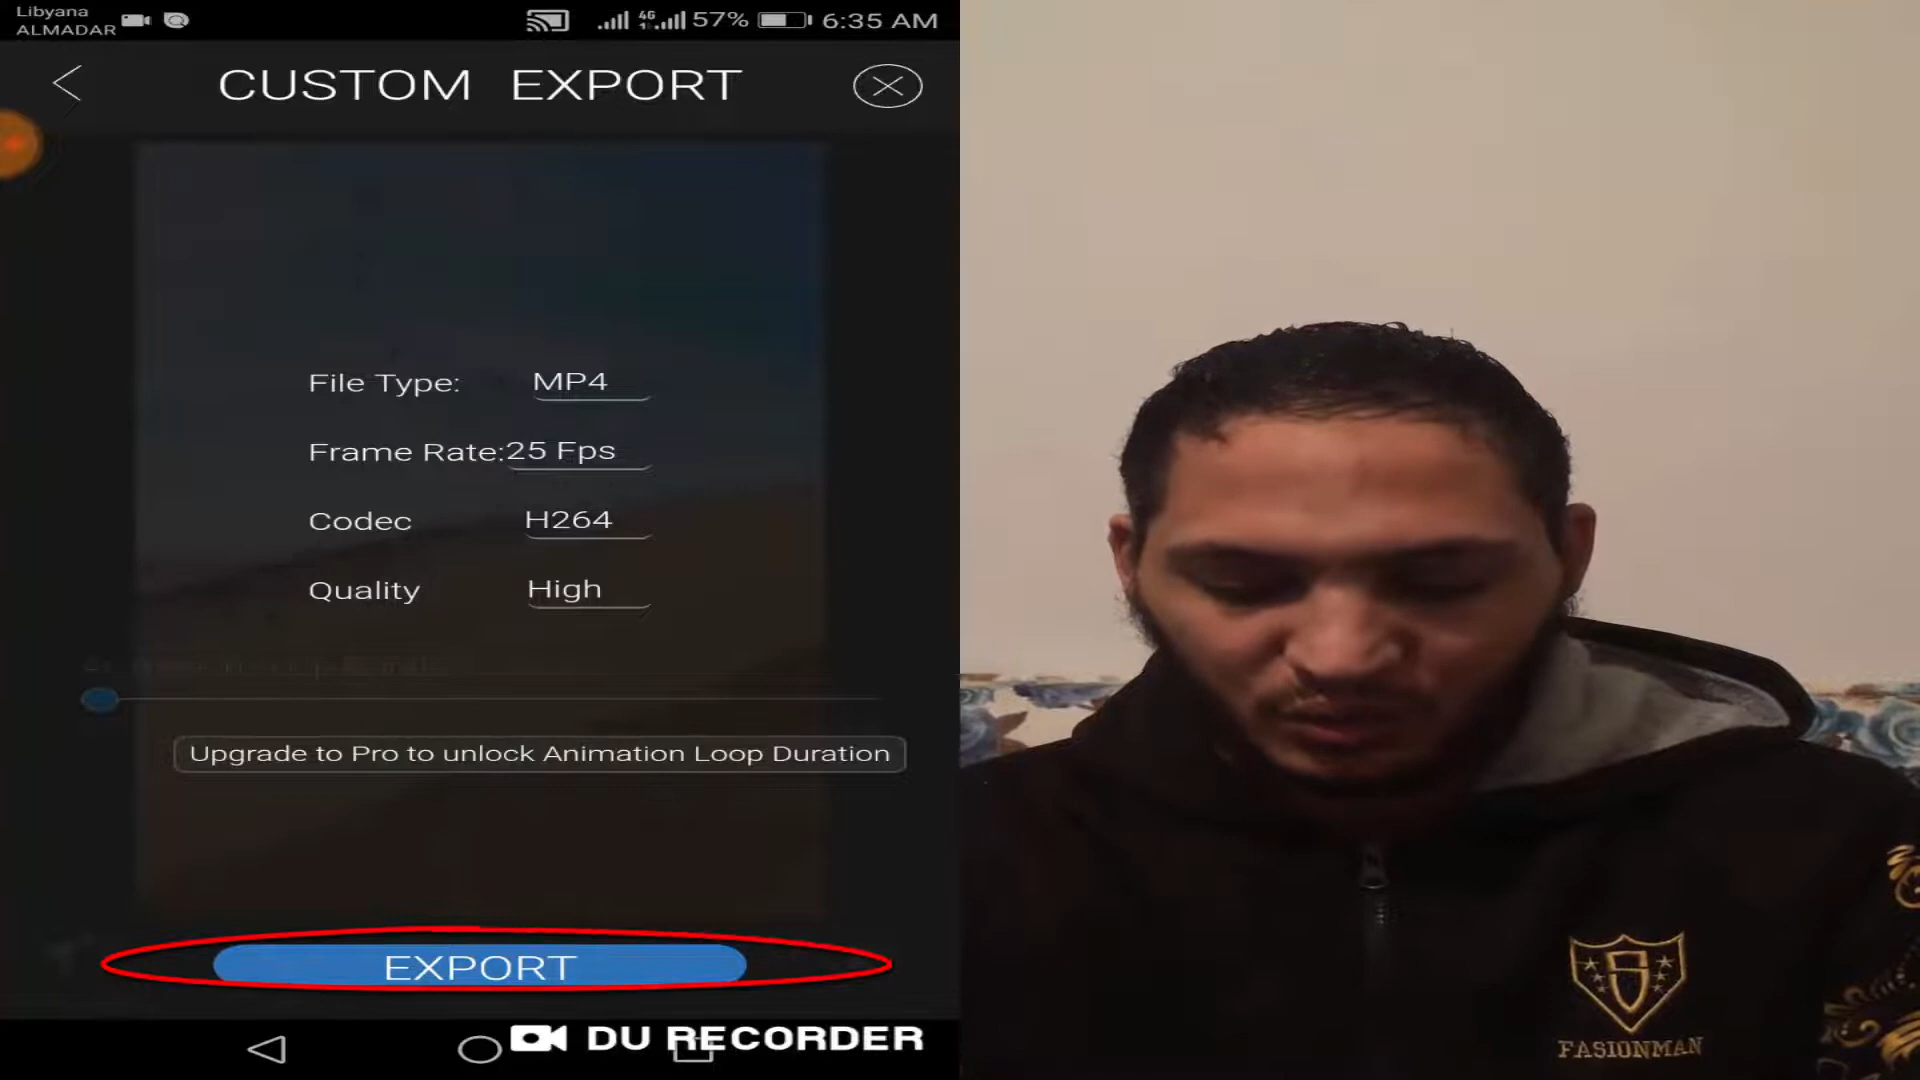 Libyana
ALMADAR
4G
57%
6:35 AM
CUSTOM EXPORT
File Type: MP4
Frame Rate: 25 Fps
Codec H264
Quality High
Upgrade to Pro to unlock Animation Loop Duration
EXPORT
DU RECORDER
S
FASIONMAN